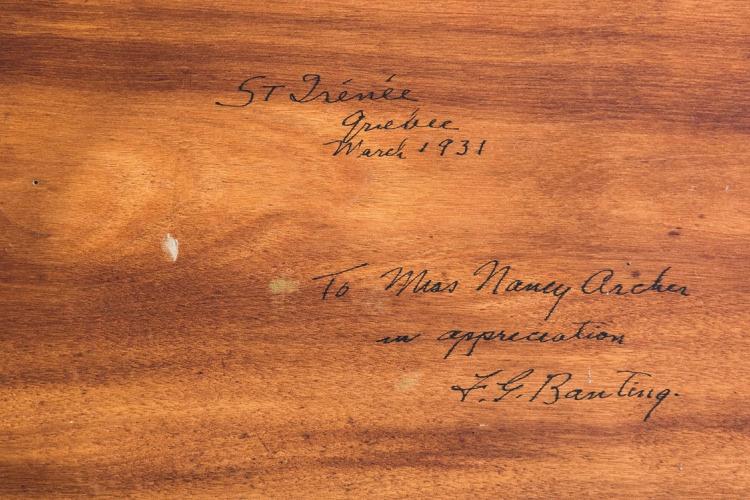 St Irénée
Quebec
March 1931
To Miss Nancy Archer
in appreciation
F. G. Banting.